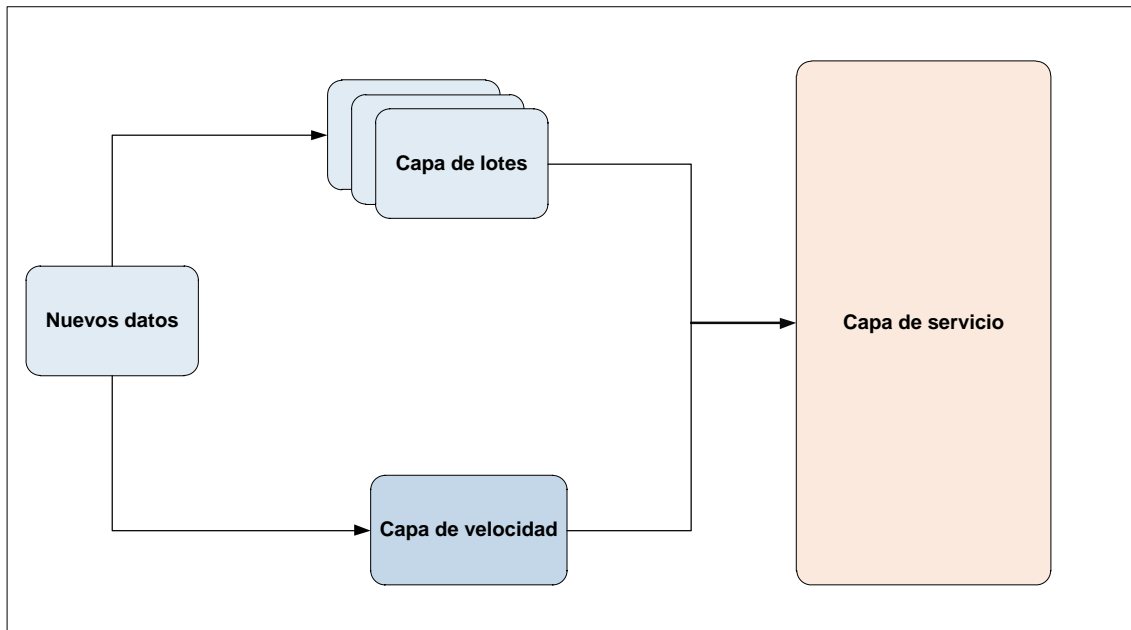 Capa de lotes
Nuevos datos
Capa de servicio
Capa de velocidad